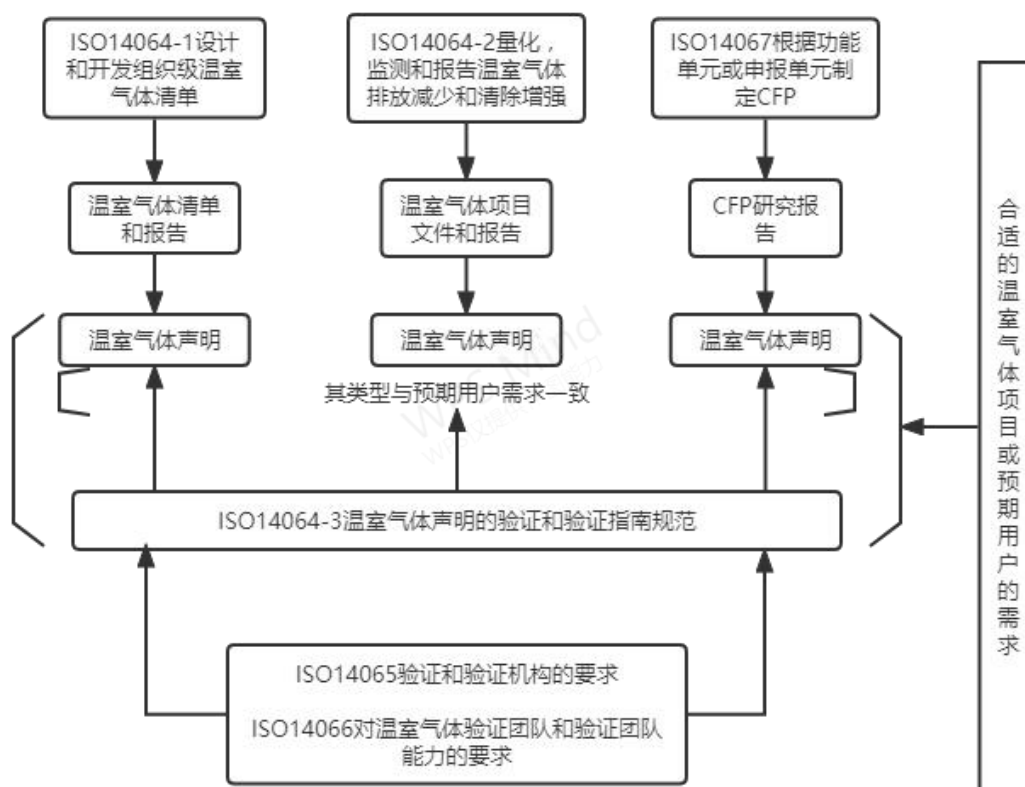 ISO14064-1设计
和开发组织级温室
气体清单
ISO14064-2量化，
监测和报告温室气体
排放减少和清除增强
ISO14067根据功能
单元或申报单元制
定CFP
温室气体清单
和报告
温室气体项目
文件和报告
CFP研究报
告
温室气体声明
温室气体声明
温室气体声明
其类型与预期用户需求一致
ISO14064-3温室气体声明的验证和验证指南规范
ISO14065验证和验证机构的要求
ISO14066对温室气体验证团队和验证团队
能力的要求
合适的温室气体项目或预期用户的需求